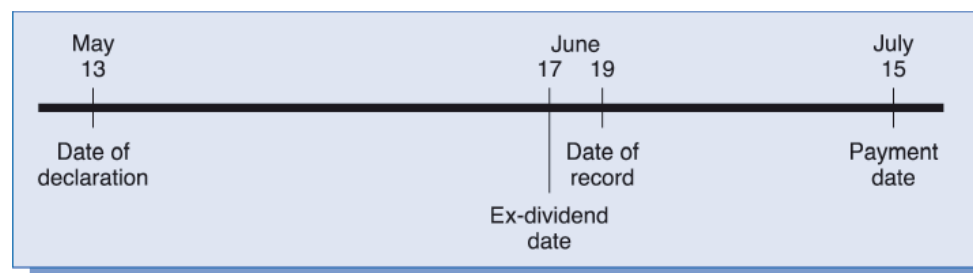 May
13
June
17 19
July
15
Date of
declaration
Date of
record
Payment
date
Ex-dividend
date